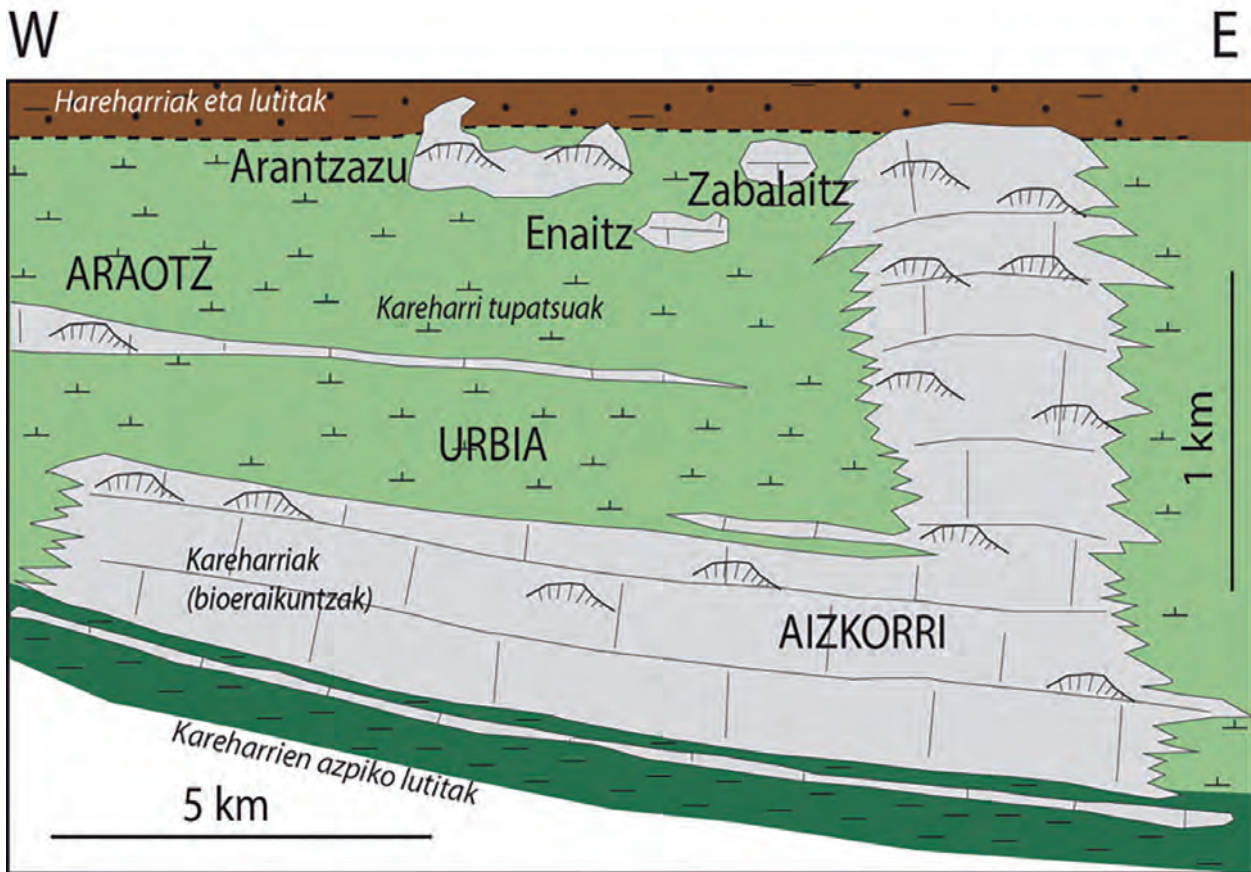 W
E
Hareharriak eta lutitak
Arantzazu
Zabalaitz
Enaitz
ARAOTZ
Kareharri tupatsuak
URBIA
1 km
Kareharriak
(bioeraikuntzak)
AIZKORRI
Kareharrien azpiko lutitak
5 km